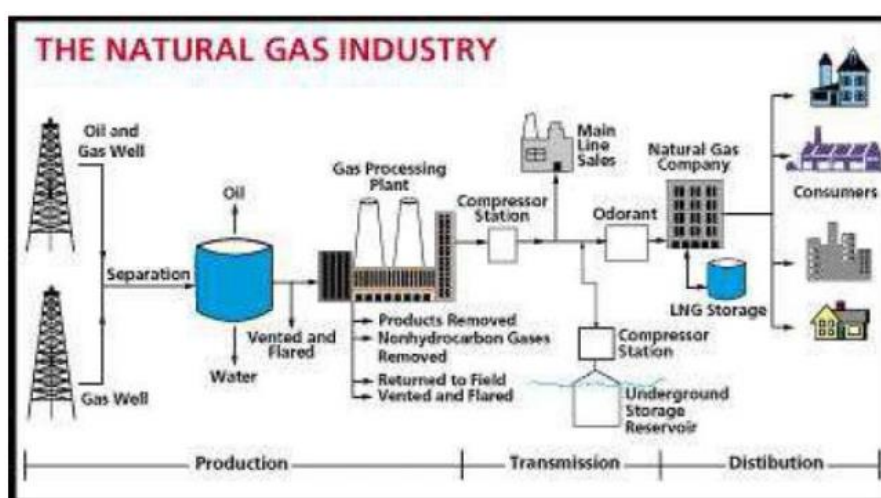 THE NATURAL GAS INDUSTRY
Oil and
Gas Well
Oil
Separation
Water
Gas Well
Vented and
Flared
Gas Processing
Plant
Products Removed
Nonhydrocarbon Gases
Removed
Returned to Field
Vented and Flared
Compressor
Station
Main
Line
Sales
Odorant
Compressor
Station
Underground
Storage
Reservoir
Natural Gas
Company
LNG Storage
Consumers
Production
Transmission
Distibution